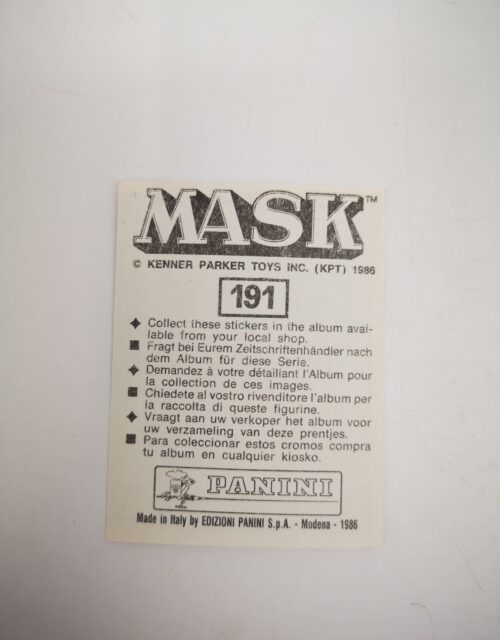 MASK™
© KENNER PARKER TOYS INC. (KPT) 1986
191
◆ Collect these stickers in the album avai-
lable from your local shop.
■ Fragt bei Eurem Zeitschriftenhändler nach
dem Album für diese Serie.
◆ Demandez à votre détaillant l'Album pour
la collection de ces images.
■ Chiedete al vostro rivenditore l'album per
la raccolta di queste figurine.
◆ Vraagt aan uw verkoper het album voor
uw verzameling van deze prentjes.
■ Para coleccionar estos cromos compra
tu album en cualquier kiosko.
PANINI
Made in Italy by EDIZIONI PANINI S.p.A. - Modena - 1986